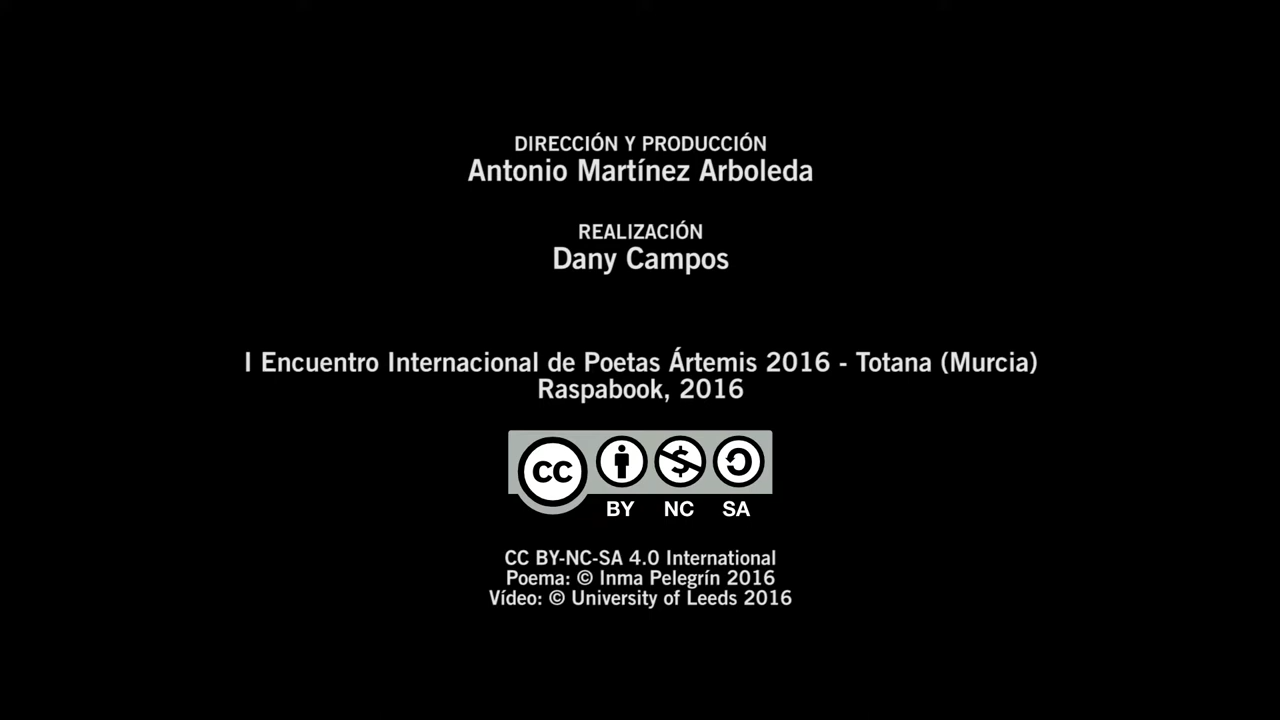 DIRECCIÓN Y PRODUCCIÓN
Antonio Martínez Arboleda
REALIZACIÓN
Dany Campos
I Encuentro Internacional de Poetas Ártemis 2016 - Totana (Murcia)
Raspabook, 2016
CC
BY NC SA
CC BY-NC-SA 4.0 International
Poema: © Inma Pelegrín 2016
Vídeo: © University of Leeds 2016